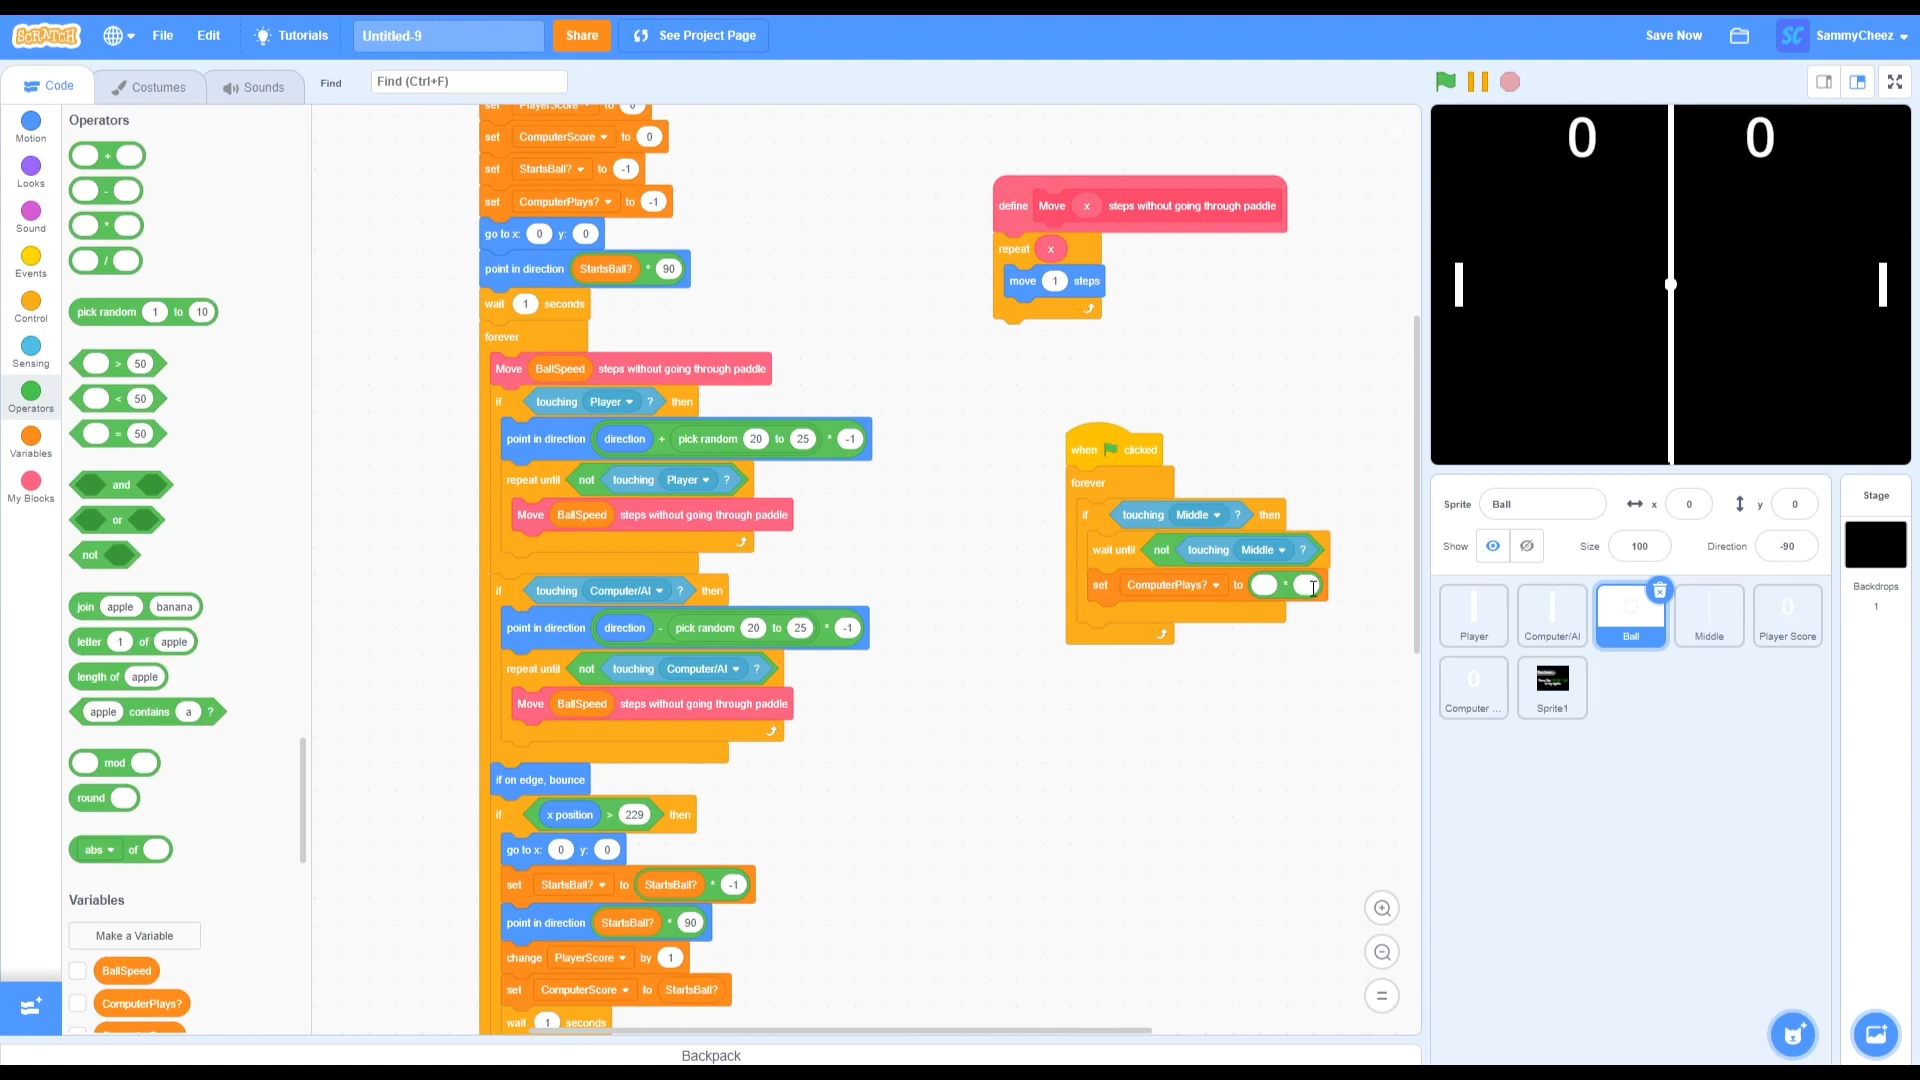 SCRATCH File Edit Tutorials Untitled-9 Share See Project Page Save Now SC SammyCheez
Code Costumes Sounds Find Find (Ctrl+F)
Motion
Looks
Sound
Events
Control
Sensing
Operators
Variables
My Blocks
Operators
+
-
*
/
pick random 1 to 10
> 50
< 50
= 50
and
or
not
join apple banana
letter 1 of apple
length of apple
apple contains a ?
mod
round
abs of
Variables
Make a Variable
BallSpeed
ComputerPlays?
set PlayerScore to 0
set ComputerScore to 0
set StartsBall? to -1
set ComputerPlays? to -1
go to x: 0 y: 0
point in direction StartsBall? * 90
wait 1 seconds
forever
Move BallSpeed steps without going through paddle
if touching Player ? then
point in direction direction + pick random 20 to 25 * -1
repeat until not touching Player ?
Move BallSpeed steps without going through paddle
if touching Computer/AI ? then
point in direction direction - pick random 20 to 25 * -1
repeat until not touching Computer/AI ?
Move BallSpeed steps without going through paddle
if on edge, bounce
if x position > 229 then
go to x: 0 y: 0
set StartsBall? to StartsBall? * -1
point in direction StartsBall? * 90
change PlayerScore by 1
set ComputerScore to StartsBall?
wait 1 seconds
define Move x steps without going through paddle
repeat x
move 1 steps
when clicked
forever
if touching Middle ? then
wait until not touching Middle ?
set ComputerPlays? to *
0 0
Sprite Ball x 0 y 0
Show Size 100 Direction -90
Player Computer/AI Ball Middle 0 Player Score
0 Computer ... Sprite1
Stage
Backdrops
1
Backpack